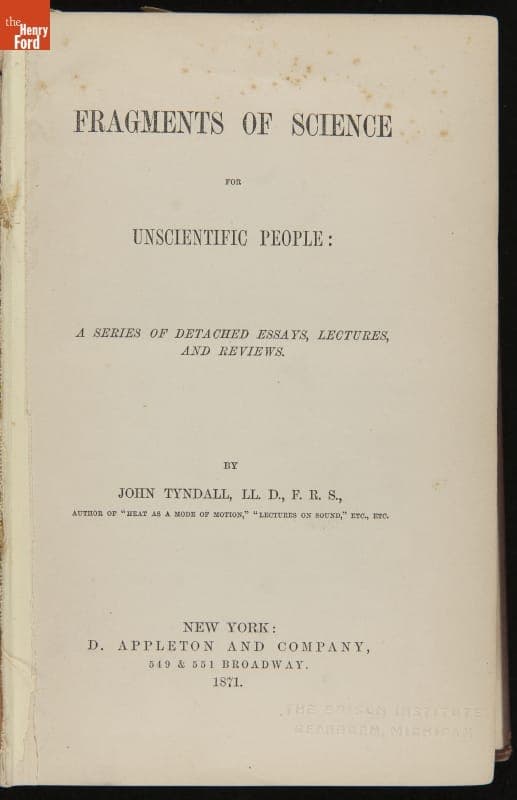 the
Henry
Ford
FRAGMENTS OF SCIENCE
FOR
UNSCIENTIFIC PEOPLE:
A SERIES OF DETACHED ESSAYS, LECTURES,
AND REVIEWS.
BY
JOHN TYNDALL, LL. D., F. R. S.,
AUTHOR OF "HEAT AS A MODE OF MOTION," "LECTURES ON SOUND," ETC., ETC.
NEW YORK:
D. APPLETON AND COMPANY,
549 & 551 BROADWAY.
1871.
THE EDISON INSTITUTE
DEARBORN, MICHIGAN